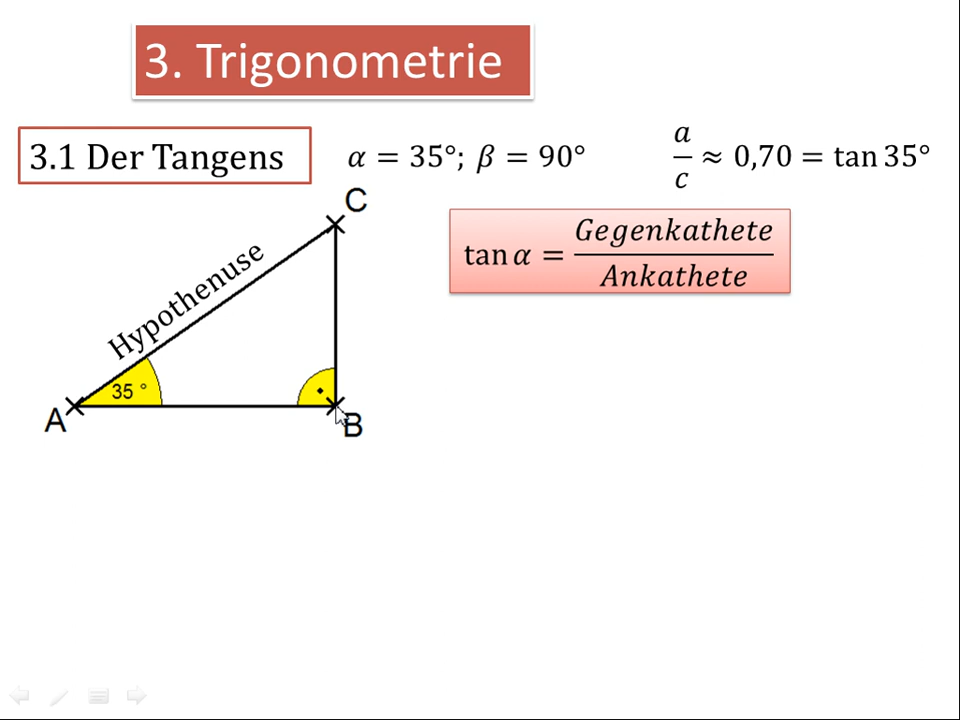 3. Trigonometrie
3.1 Der Tangens
α = 35°; β = 90°
a/c ≈ 0,70 = tan 35°
tan α = Gegenkathete/Ankathete
C
Hypothenuse
35 °
A
B